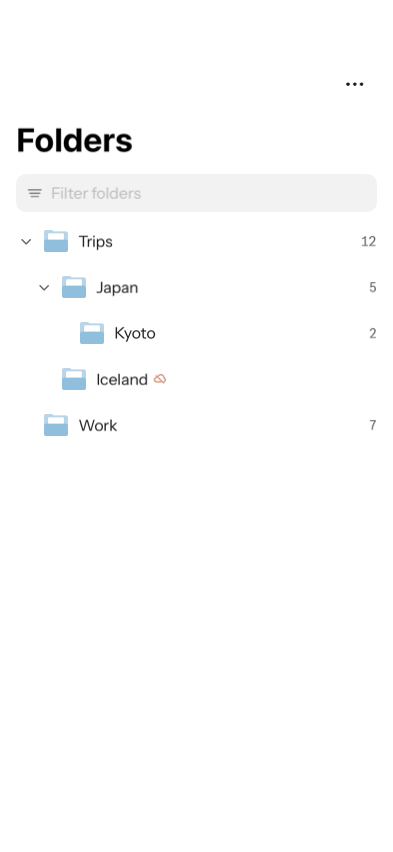 Folders
Filter folders
Trips 12
Japan 5
Kyoto 2
Iceland
Work 7